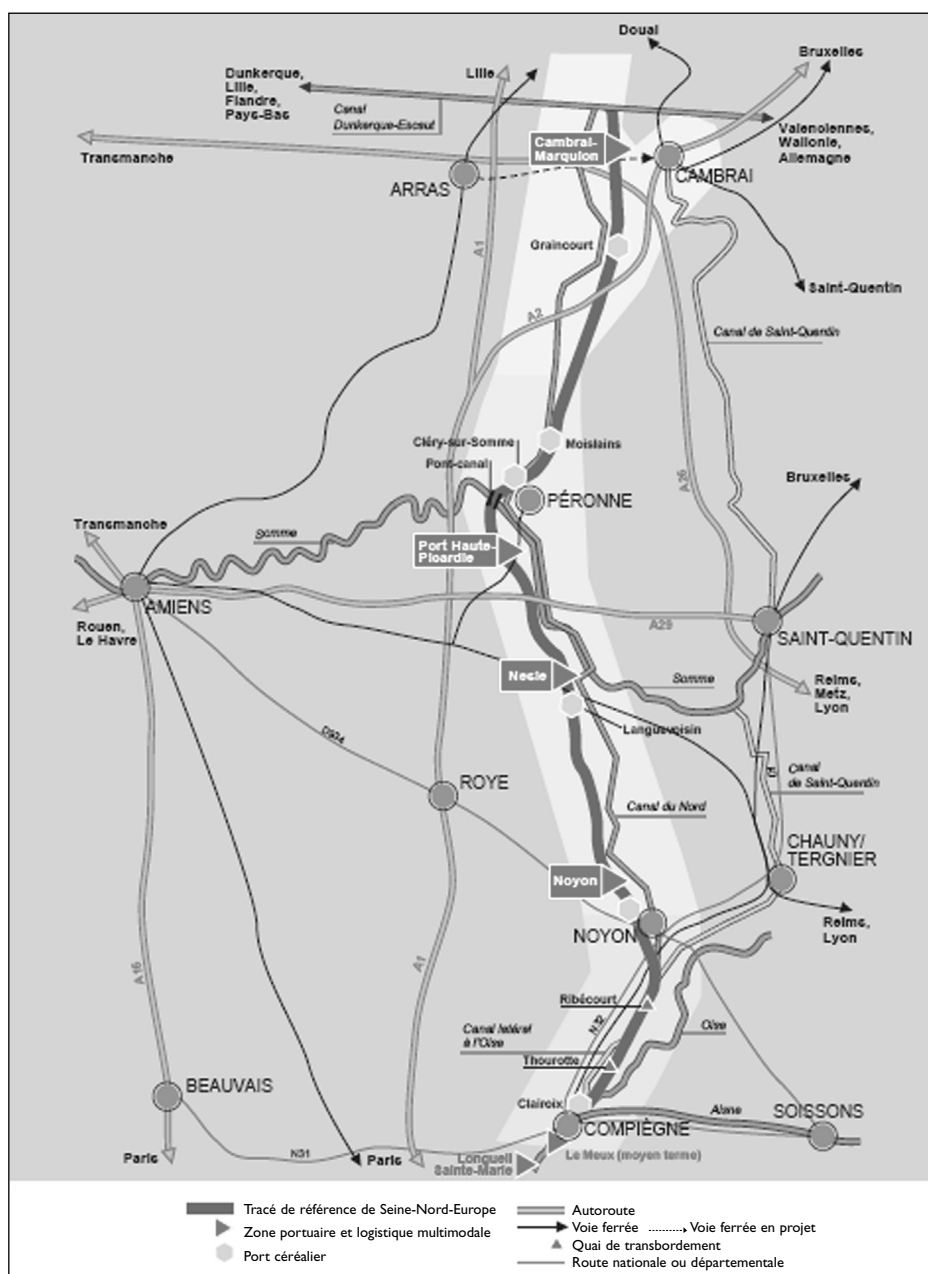 Douai
Bruxelles
Lille
Dunkerque,
Lille,
Flandre,
Pays-Bas
Canal
Dunkerque-Escaut
Valenciennes,
Wallonie,
Allemagne
Transmanche
Cambrai-
Marquion
ARRAS
CAMBRAI
A1
Graincourt
Saint-Quentin
A2
Canal de Saint-Quentin
Cléry-sur-Somme
Moislains
Pont-canal
A26
Bruxelles
PÉRONNE
Transmanche
Somme
Port Haute-
Picardie
AMIENS
Rouen,
Le Havre
A29
SAINT-QUENTIN
Nesle
Somme
Reims,
Metz,
Lyon
Languevoisin
D934
ROYE
Canal
de Saint-Quentin
Canal du Nord
CHAUNY/
TERGNIER
Noyon
Reims,
Lyon
NOYON
A16
A1
Ribécourt
N32
Oise
Canal latéral
à l'Oise
Thourotte
BEAUVAIS
Clairoix
Aisne
SOISSONS
COMPIÈGNE
Paris
N31
Paris
Longueil
Sainte-Marie
Le Meux (moyen terme)
Tracé de référence de Seine-Nord-Europe
Zone portuaire et logistique multimodale
Port céréalier
Autoroute
Voie ferrée
Voie ferrée en projet
Quai de transbordement
Route nationale ou départementale